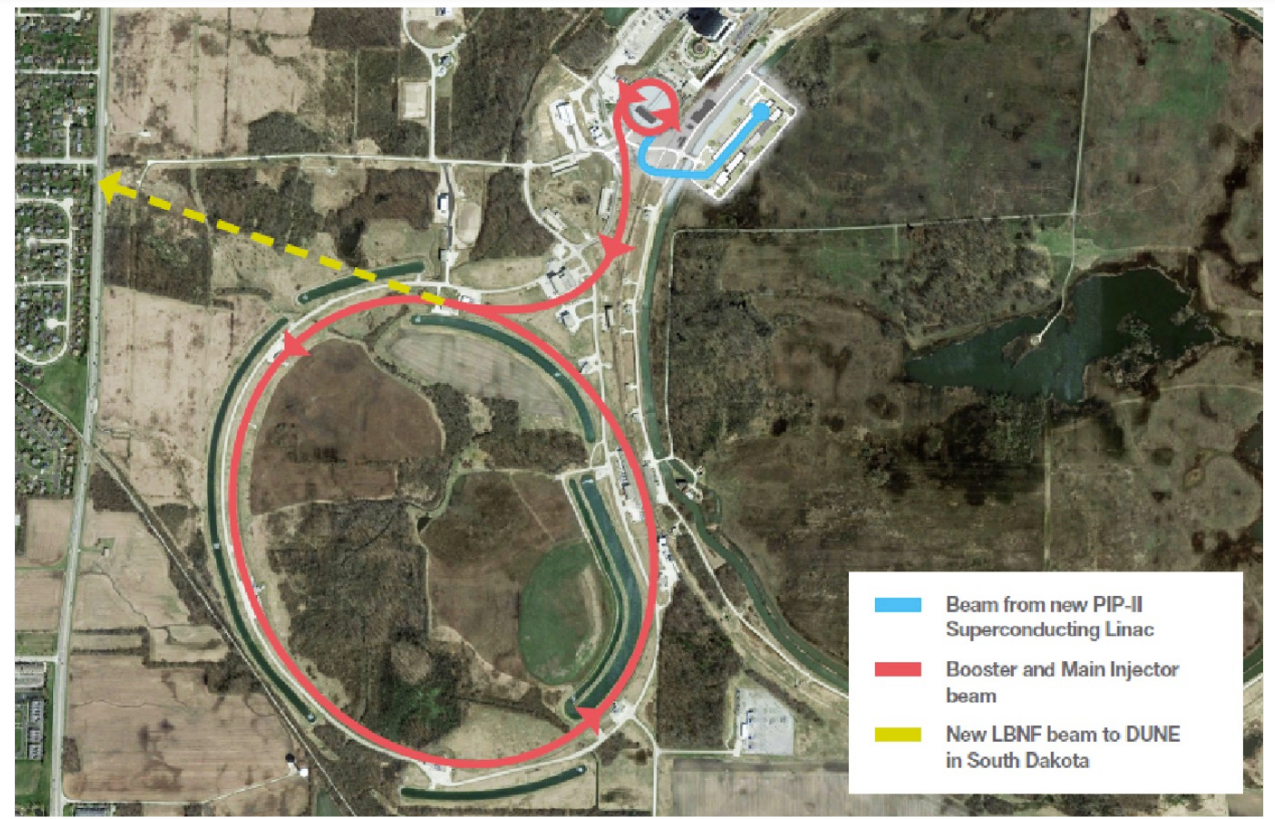 Beam from new PIP-II
Superconducting Linac
Booster and Main Injector
beam
New LBNF beam to DUNE
in South Dakota